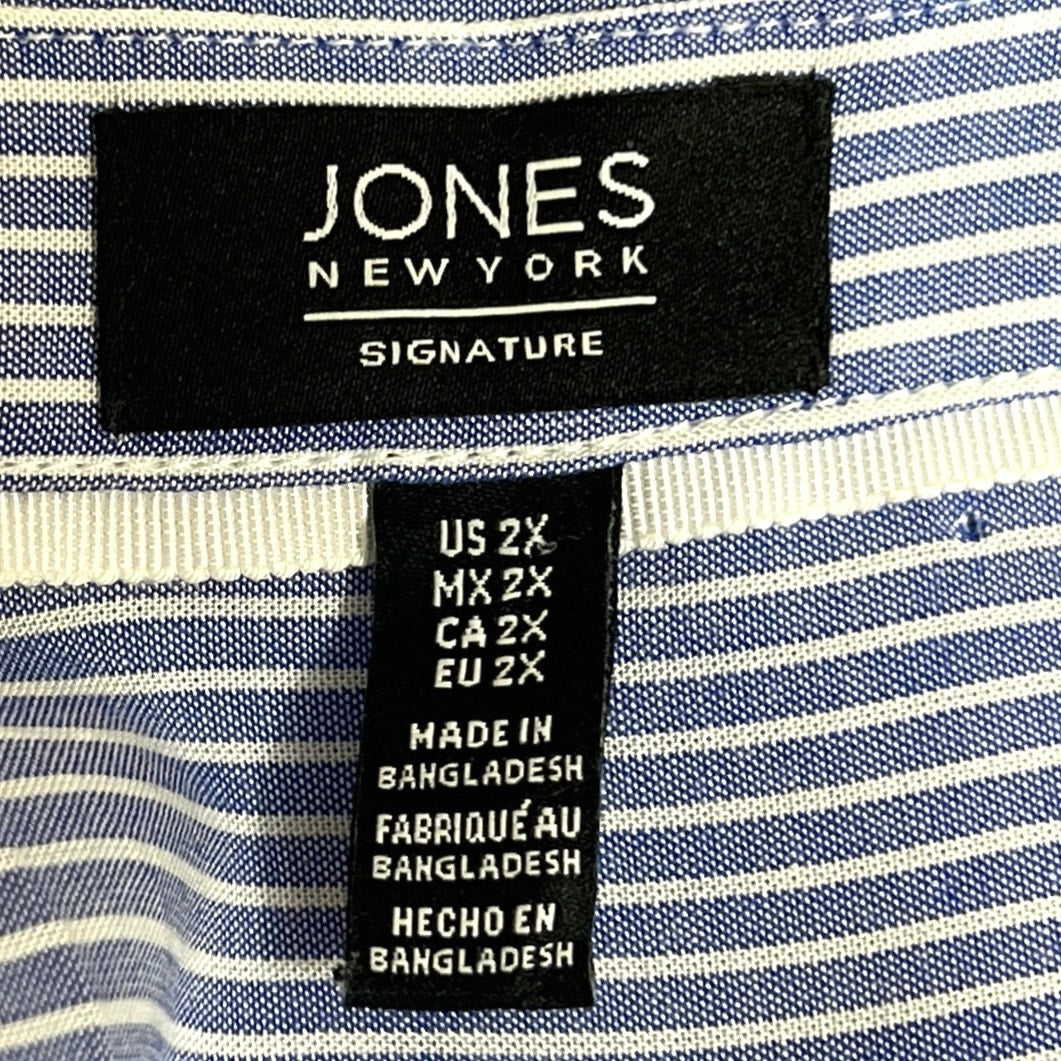 JONES
NEW YORK
SIGNATURE
US 2X
MX 2X
CA 2X
EU 2X
MADE IN
BANGLADESH
FABRIQUÉ AU
BANGLADESH
HECHO EN
BANGLADESH